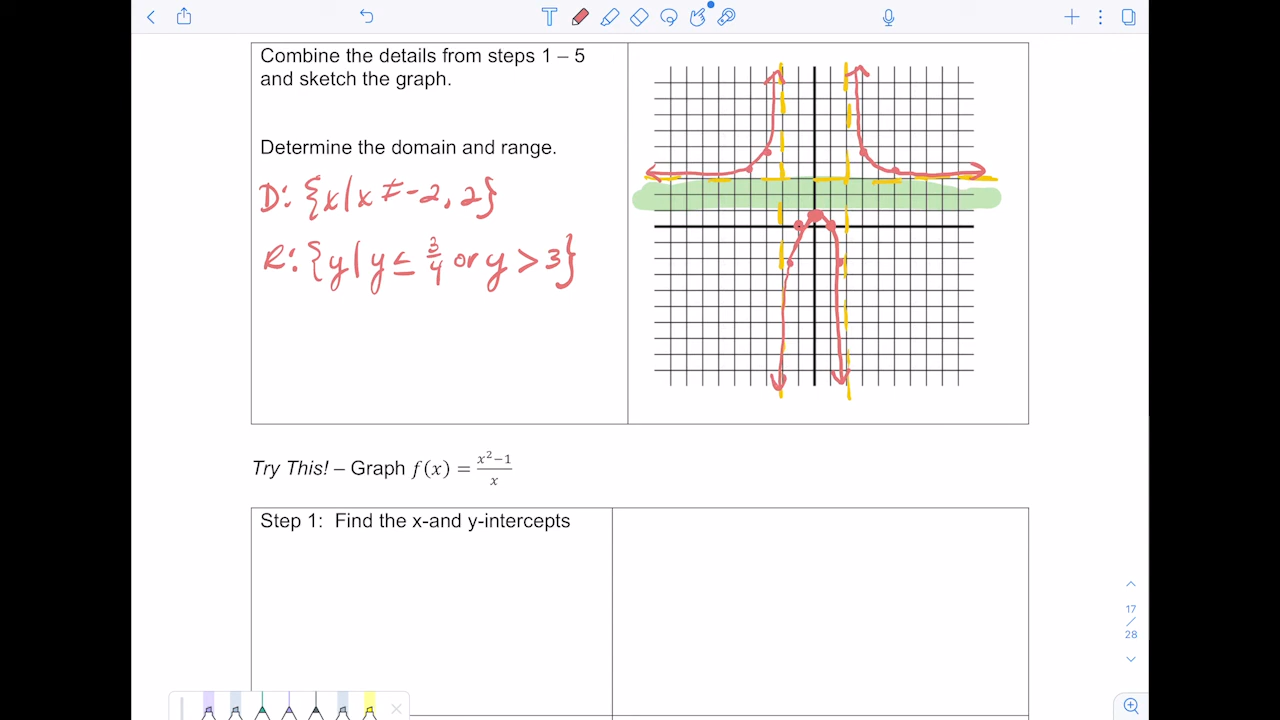 Combine the details from steps 1 – 5
and sketch the graph.
Determine the domain and range.
D: {x|x ≠ -2, 2}
R: {y|y ≤ 3/4 or y > 3}
Try This! – Graph f(x) = x²−1/x
Step 1:  Find the x-and y-intercepts
17
/
28